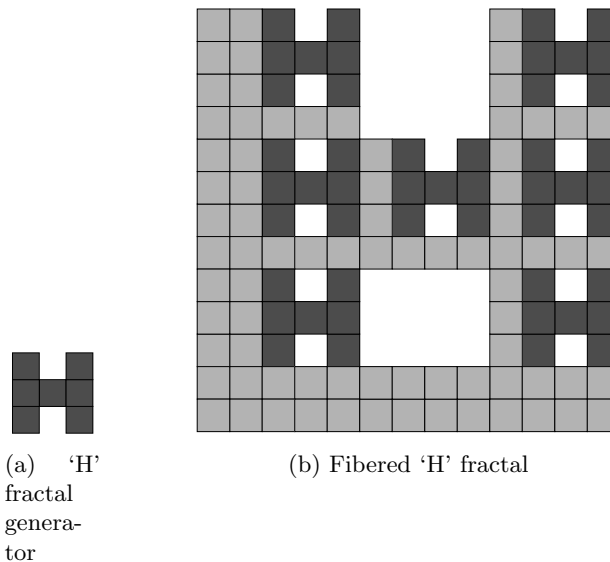 (a) ‘H’
fractal
genera-
tor
(b) Fibered ‘H’ fractal